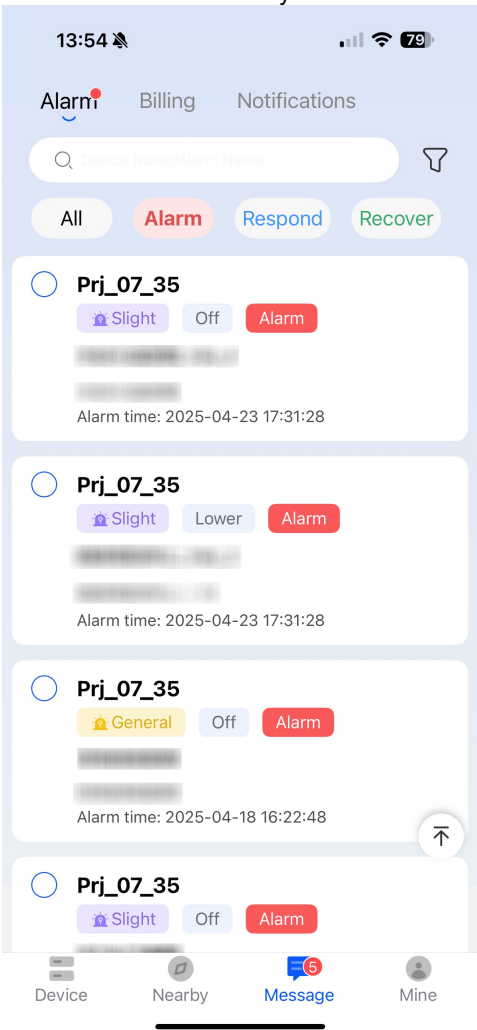 13:54 79
Alarm Billing Notifications
Device Name/Alarm Name
All Alarm Respond Recover
Prj_07_35
Slight Off Alarm
Alarm time: 2025-04-23 17:31:28
Prj_07_35
Slight Lower Alarm
Alarm time: 2025-04-23 17:31:28
Prj_07_35
General Off Alarm
Alarm time: 2025-04-18 16:22:48
Prj_07_35
Slight Off Alarm
5
Device Nearby Message Mine